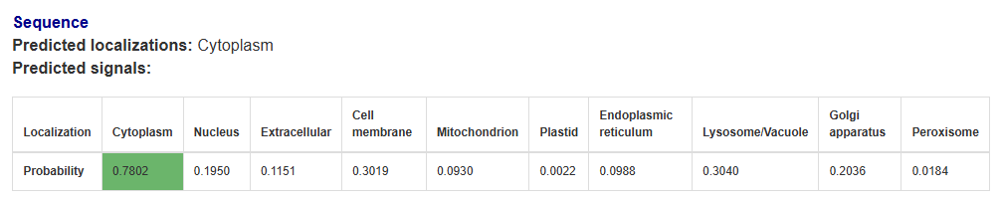 Sequence
Predicted localizations: Cytoplasm
Predicted signals:
Localization Cytoplasm Nucleus Extracellular Cell membrane Mitochondrion Plastid Endoplasmic reticulum Lysosome/Vacuole Golgi apparatus Peroxisome
Probability 0.7802 0.1950 0.1151 0.3019 0.0930 0.0022 0.0988 0.3040 0.2036 0.0184